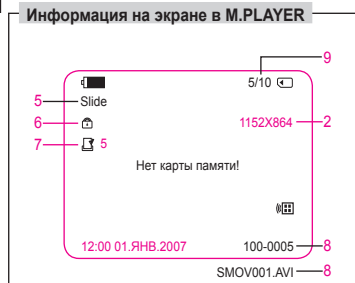 Информация на экране в M.PLAYER
9
5/10
5 Slide
6
1152X864 2
7 5
Нет карты памяти!
12:00 01.ЯНВ.2007 100-0005 8
SMOV001.AVI 8